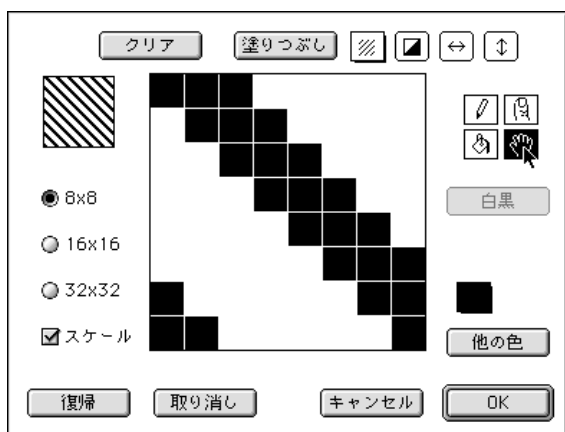 クリア 塗りつぶし
8x8
白黒
16x16
32x32
スケール
他の色
復帰 取り消し キャンセル OK